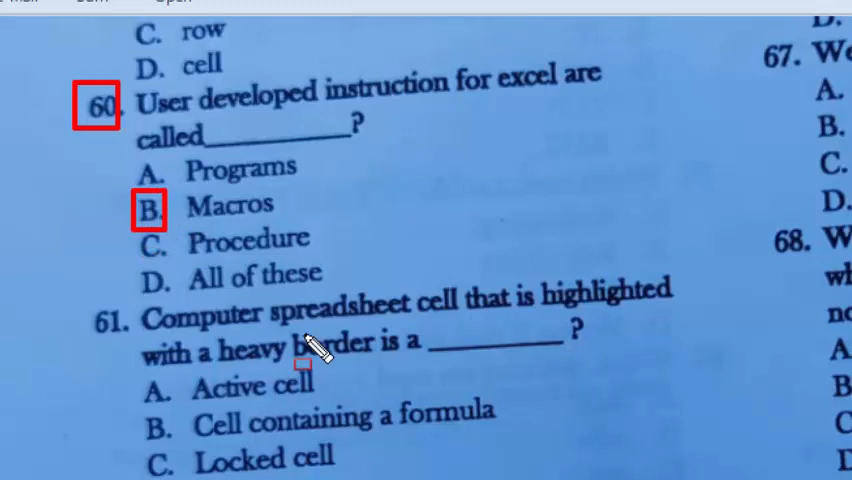 C. row
D. cell
60. User developed instruction for excel are
called__________?
A. Programs
B. Macros
C. Procedure
D. All of these
61. Computer spreadsheet cell that is highlighted
with a heavy border is a __________ ?
A. Active cell
B. Cell containing a formula
C. Locked cell
D.
67. We
A.
B.
C.
D.
68. W
A
B
C